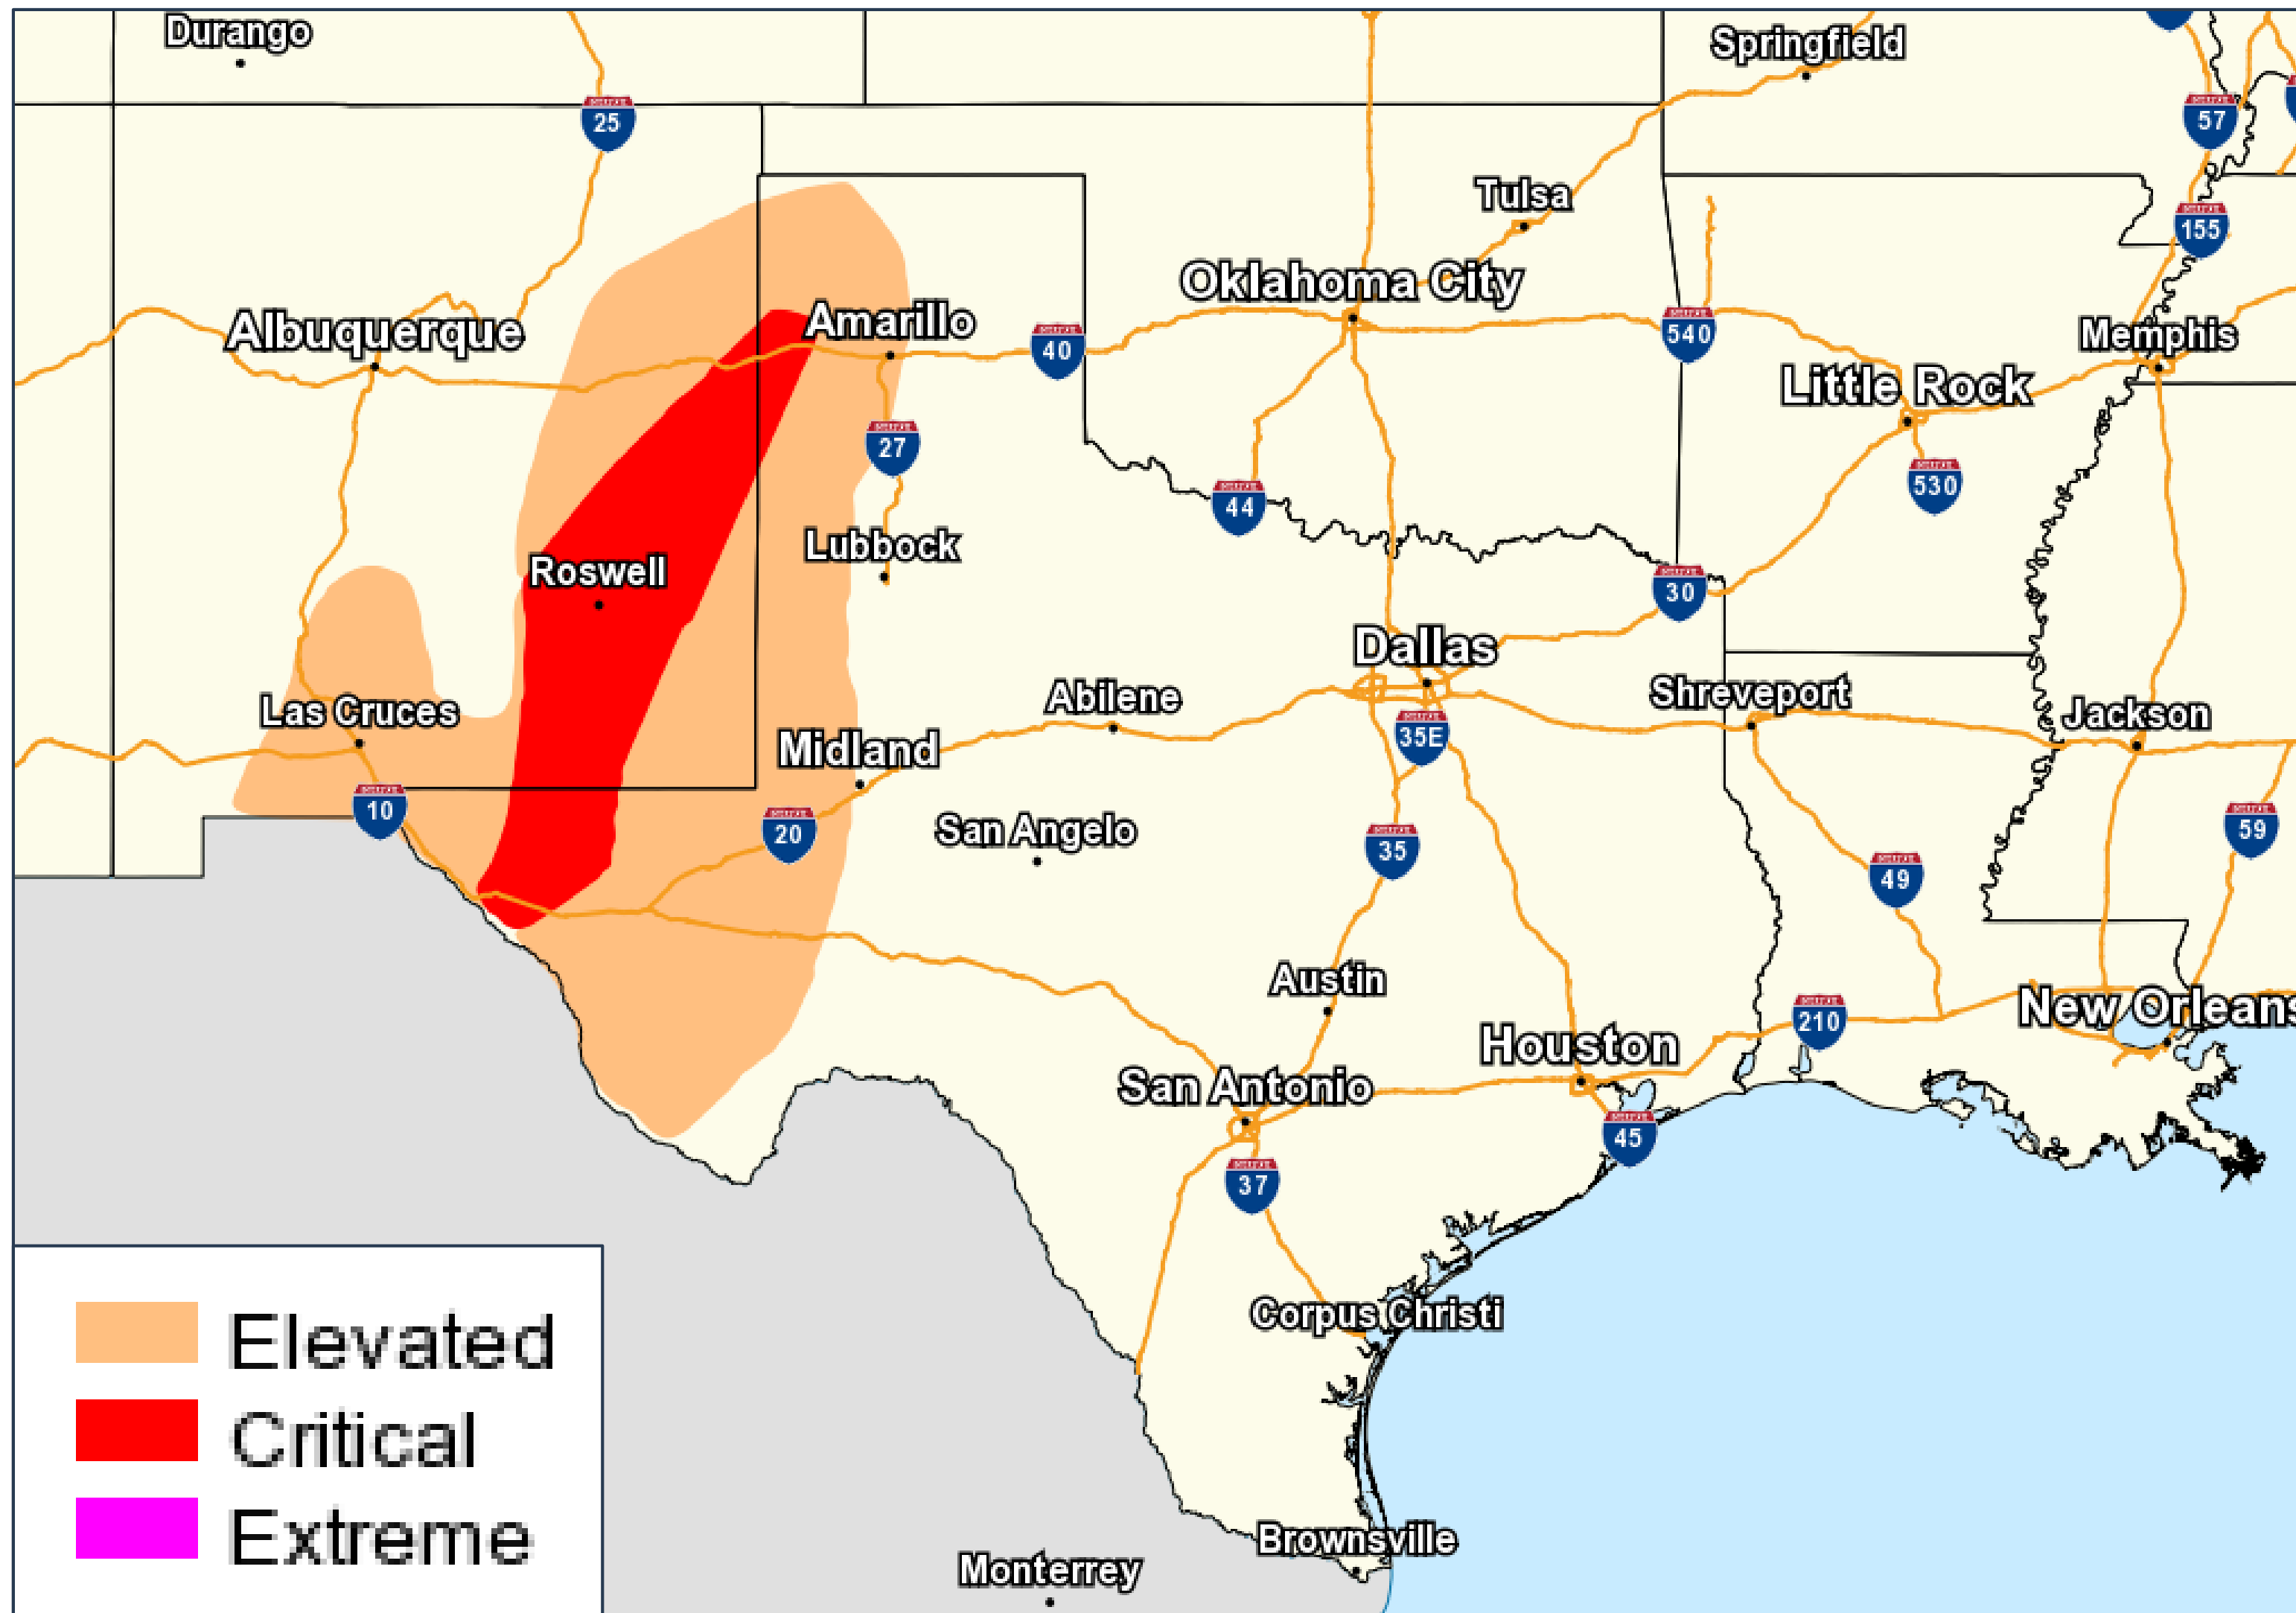 Durango
Springfield
25
57
Tulsa
155
Oklahoma City
Albuquerque
Amarillo
40
540
Memphis
Little Rock
27
44
530
Lubbock
Roswell
30
Dallas
Las Cruces
Abilene
Shreveport
Jackson
35E
Midland
10
20
San Angelo
35
59
49
Austin
New Orleans
210
Houston
San Antonio
45
37
Corpus Christi
Elevated
Critical
Extreme
Brownsville
Monterrey